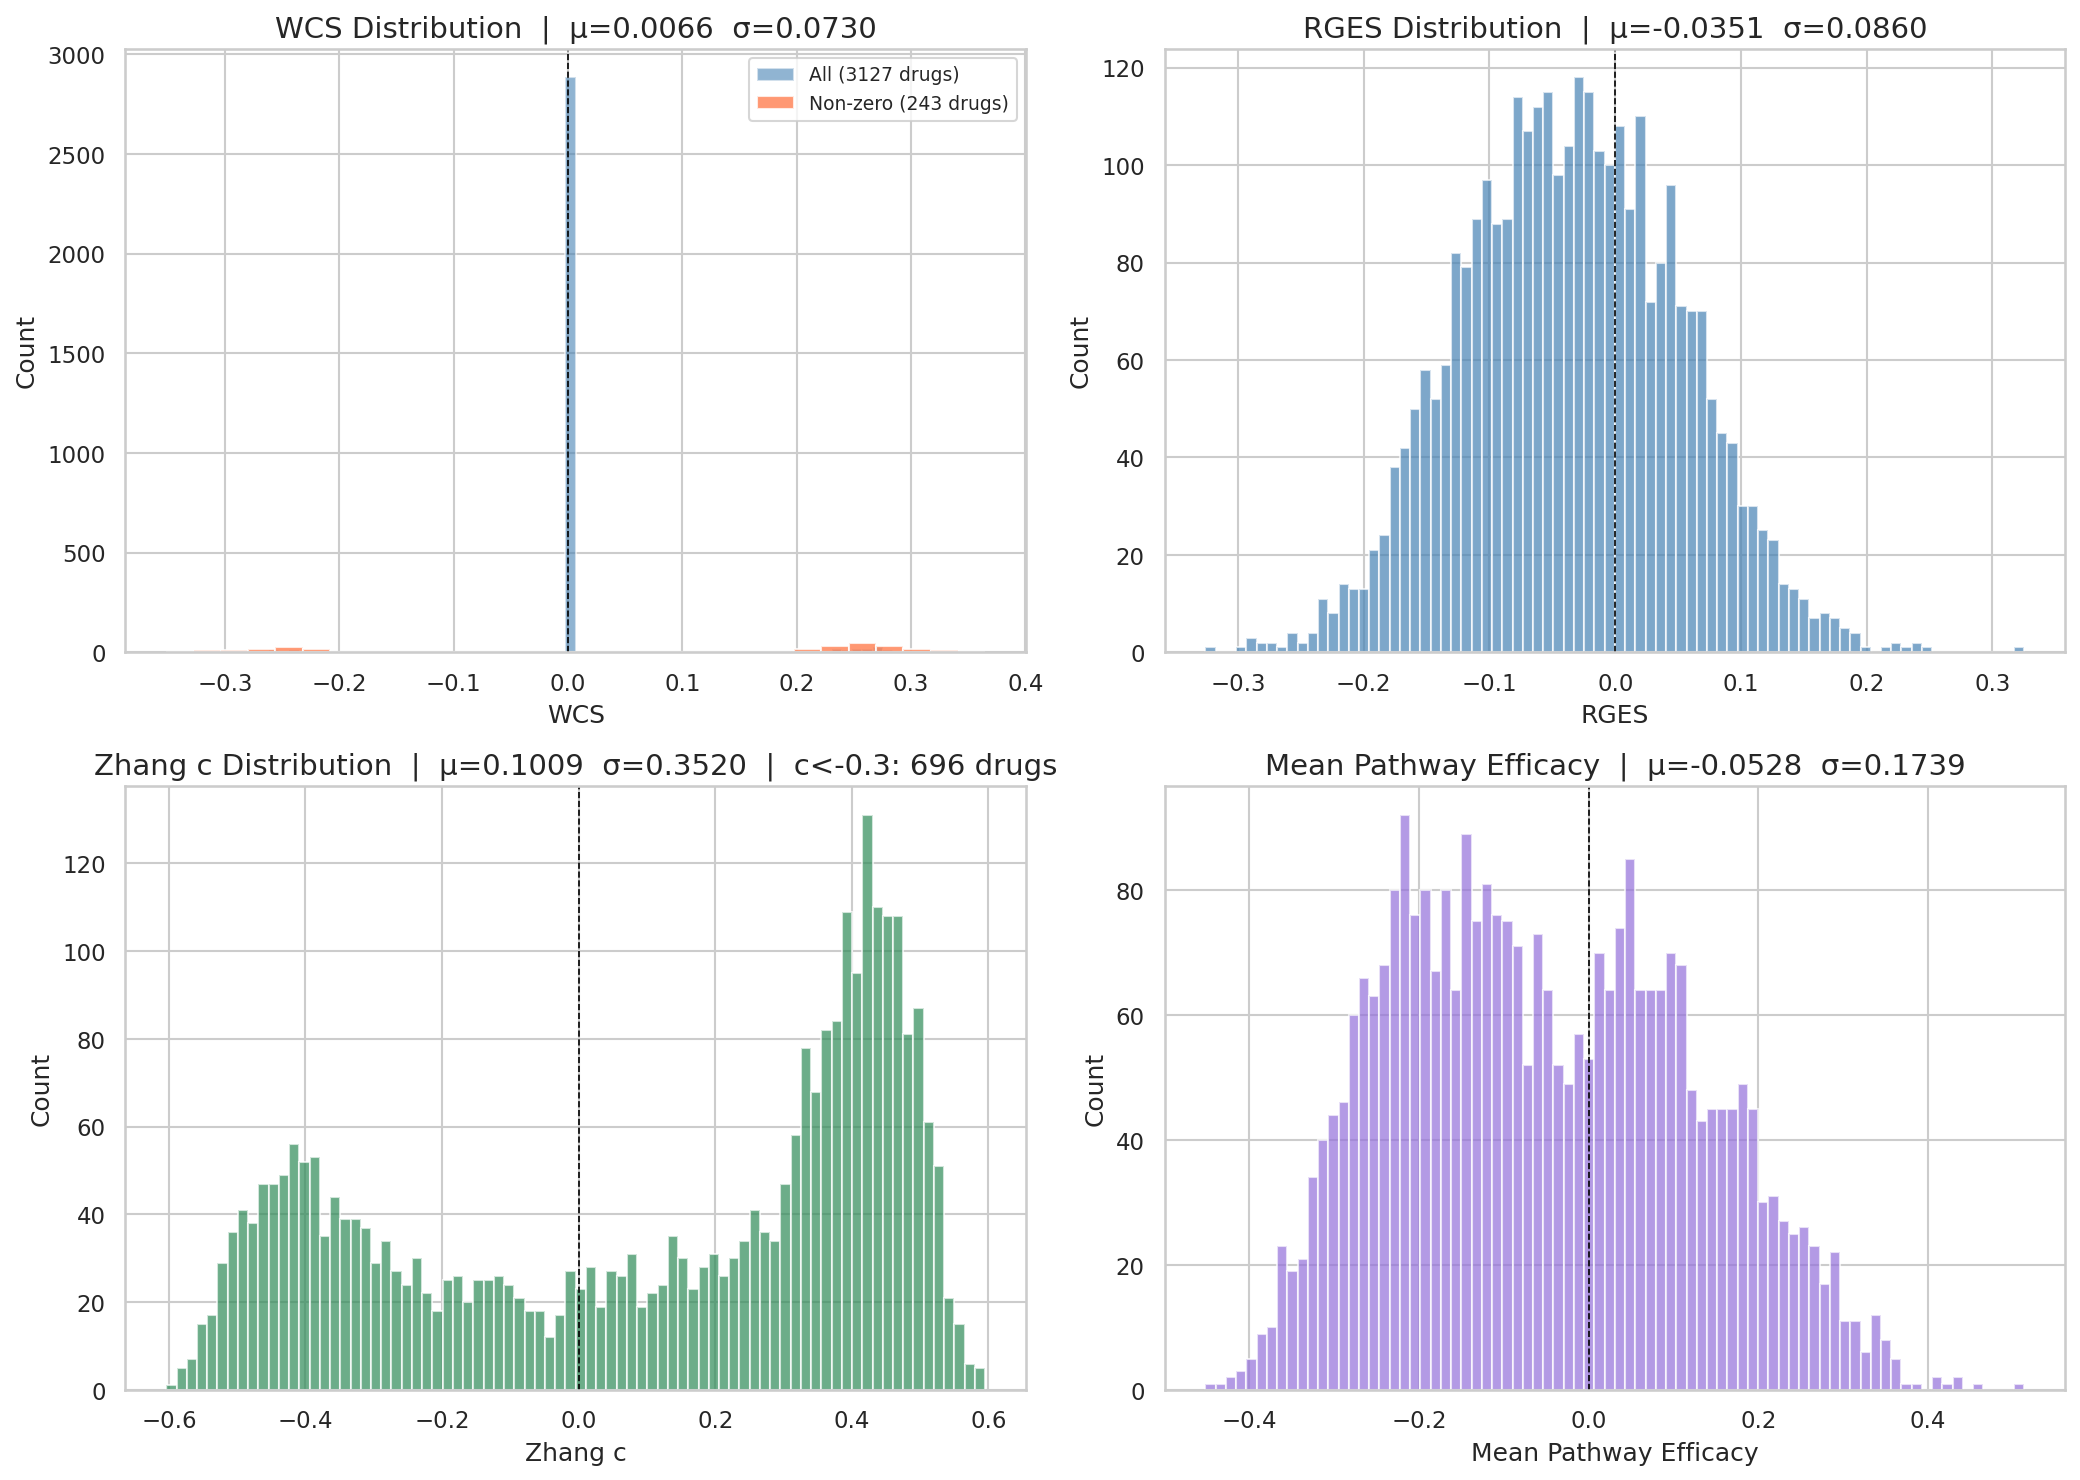 WCS Distribution | μ=0.0066 σ=0.0730
All (3127 drugs)
Non-zero (243 drugs)
3000
2500
2000
1500
1000
500
0
Count
−0.3 −0.2 −0.1 0.0 0.1 0.2 0.3 0.4
WCS
RGES Distribution | μ=-0.0351 σ=0.0860
120
100
80
60
40
20
0
Count
−0.3 −0.2 −0.1 0.0 0.1 0.2 0.3
RGES
Zhang c Distribution | μ=0.1009 σ=0.3520 | c<-0.3: 696 drugs
120
100
80
60
40
20
0
Count
−0.6 −0.4 −0.2 0.0 0.2 0.4 0.6
Zhang c
Mean Pathway Efficacy | μ=-0.0528 σ=0.1739
80
60
40
20
0
Count
−0.4 −0.2 0.0 0.2 0.4
Mean Pathway Efficacy